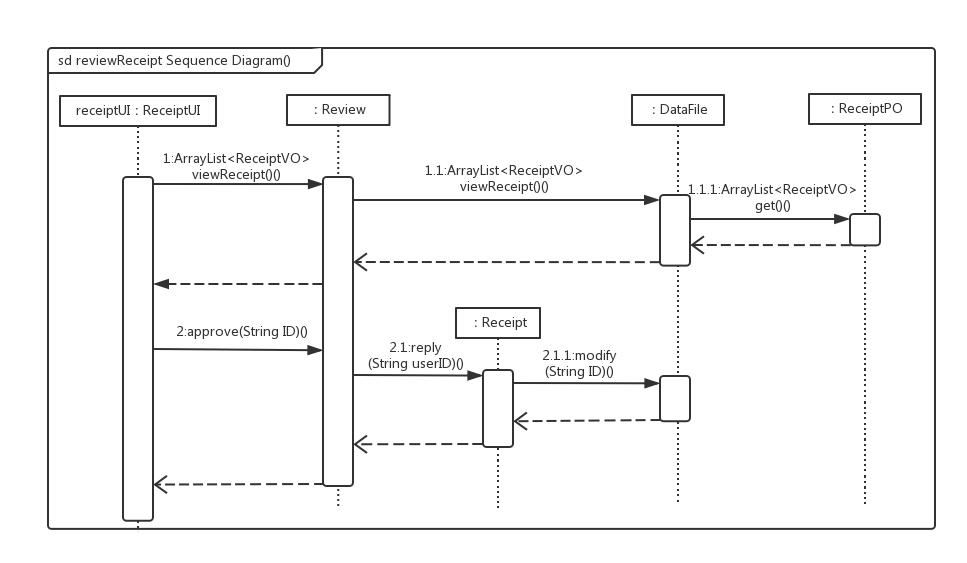 sd reviewReceipt Sequence Diagram()
receiptUI : ReceiptUI
: Review
: DataFile
: ReceiptPO
1:ArrayList<ReceiptVO>
viewReceipt()()
1.1:ArrayList<ReceiptVO>
viewReceipt()()
1.1.1:ArrayList<ReceiptVO>
get()()
: Receipt
2:approve(String ID)()
2.1:reply
(String userID)()
2.1.1:modify
(String ID)()